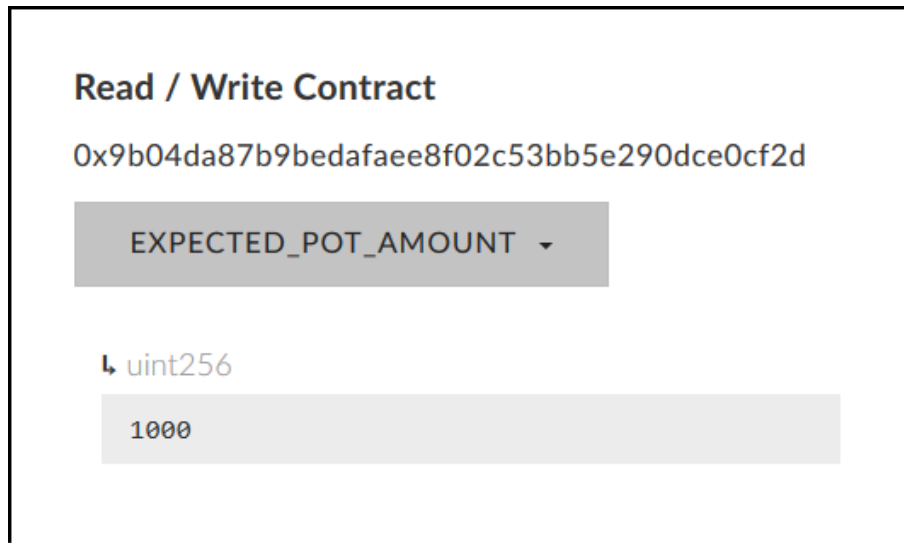 Read / Write Contract
0x9b04da87b9bedafaee8f02c53bb5e290dce0cf2d
EXPECTED_POT_AMOUNT
↳ uint256
1000